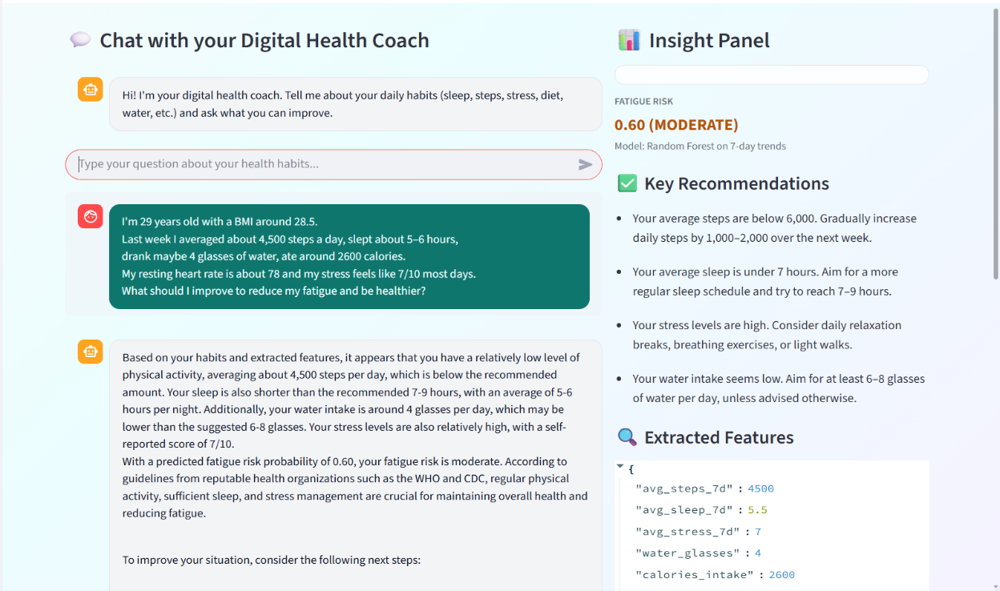 Chat with your Digital Health Coach
Hi! I'm your digital health coach. Tell me about your daily habits (sleep, steps, stress, diet,
water, etc.) and ask what you can improve.
Type your question about your health habits...
I'm 29 years old with a BMI around 28.5.
Last week I averaged about 4,500 steps a day, slept about 5–6 hours,
drank maybe 4 glasses of water, ate around 2600 calories.
My resting heart rate is about 78 and my stress feels like 7/10 most days.
What should I improve to reduce my fatigue and be healthier?
Based on your habits and extracted features, it appears that you have a relatively low level of
physical activity, averaging about 4,500 steps per day, which is below the recommended
amount. Your sleep is also shorter than the recommended 7-9 hours, with an average of 5-6
hours per night. Additionally, your water intake is around 4 glasses per day, which may be
lower than the suggested 6-8 glasses. Your stress levels are also relatively high, with a self-
reported score of 7/10.
With a predicted fatigue risk probability of 0.60, your fatigue risk is moderate. According to
guidelines from reputable health organizations such as the WHO and CDC, regular physical
activity, sufficient sleep, and stress management are crucial for maintaining overall health and
reducing fatigue.
To improve your situation, consider the following next steps:
Insight Panel
FATIGUE RISK
0.60 (MODERATE)
Model: Random Forest on 7-day trends
Key Recommendations
• Your average steps are below 6,000. Gradually increase
daily steps by 1,000–2,000 over the next week.
• Your average sleep is under 7 hours. Aim for a more
regular sleep schedule and try to reach 7–9 hours.
• Your stress levels are high. Consider daily relaxation
breaks, breathing exercises, or light walks.
• Your water intake seems low. Aim for at least 6–8 glasses
of water per day, unless advised otherwise.
Extracted Features
{
"avg_steps_7d" : 4500
"avg_sleep_7d" : 5.5
"avg_stress_7d" : 7
"water_glasses" : 4
"calories_intake" : 2600